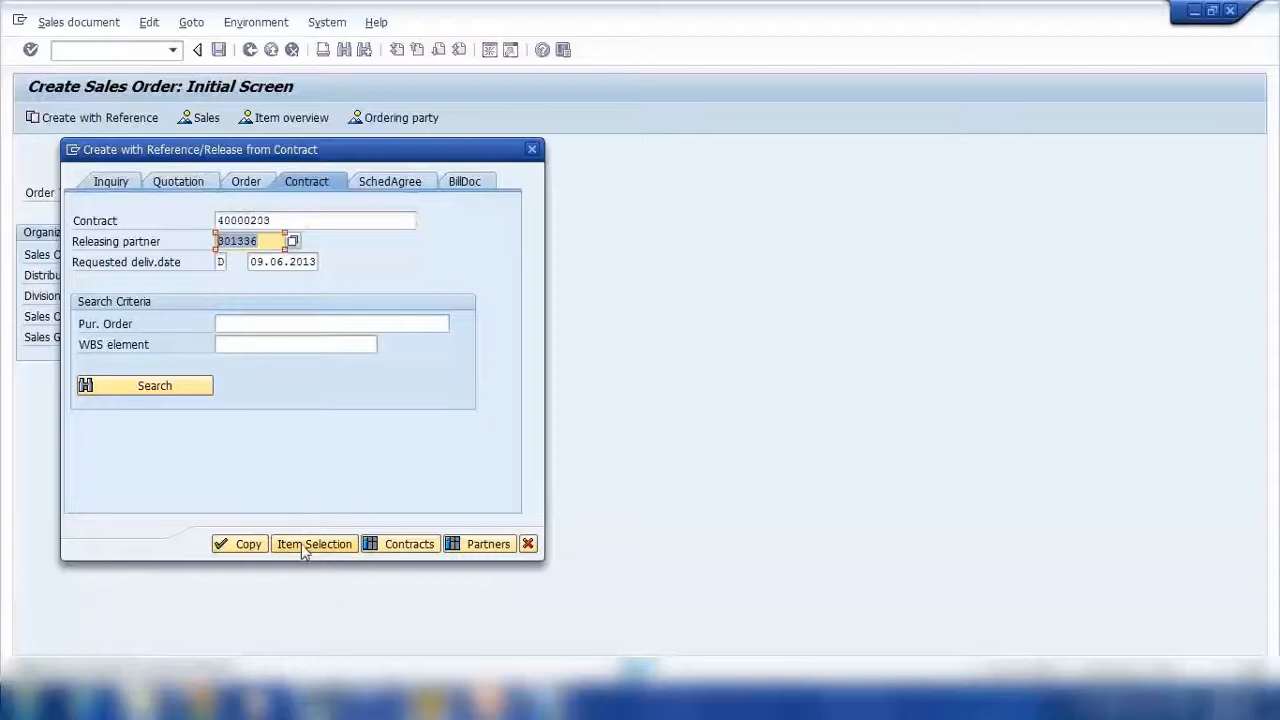 Sales document Edit Goto Environment System Help
Create Sales Order: Initial Screen
Create with Reference Sales Item overview Ordering party
Create with Reference/Release from Contract
Inquiry Quotation Order Contract SchedAgree BillDoc
Order
Contract 40000203
Organiz
Releasing partner 301336
Sales O
Requested deliv.date D 09.06.2013
Distribu
Division
Search Criteria
Sales O
Pur. Order
Sales G
WBS element
Search
Copy Item Selection Contracts Partners